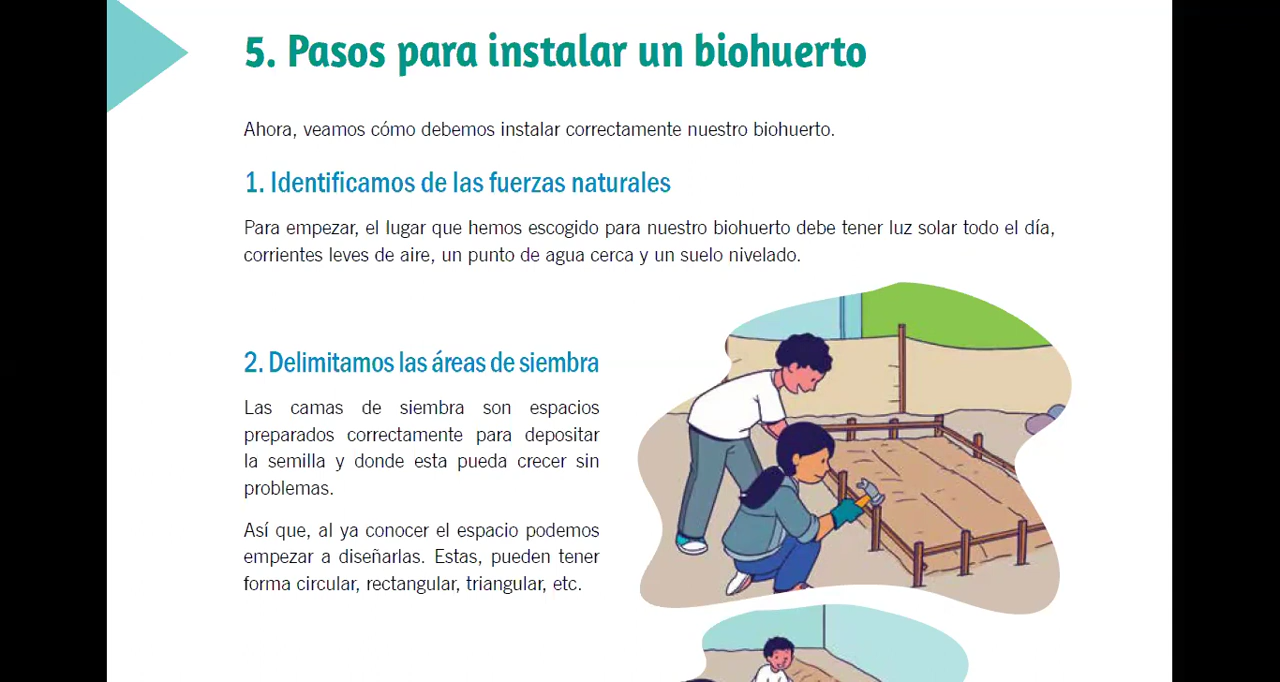 5. Pasos para instalar un biohuerto
Ahora, veamos cómo debemos instalar correctamente nuestro biohuerto.
1. Identificamos de las fuerzas naturales
Para empezar, el lugar que hemos escogido para nuestro biohuerto debe tener luz solar todo el día,
corrientes leves de aire, un punto de agua cerca y un suelo nivelado.
2. Delimitamos las áreas de siembra
Las camas de siembra son espacios
preparados correctamente para depositar
la semilla y donde esta pueda crecer sin
problemas.
Así que, al ya conocer el espacio podemos
empezar a diseñarlas. Estas, pueden tener
forma circular, rectangular, triangular, etc.